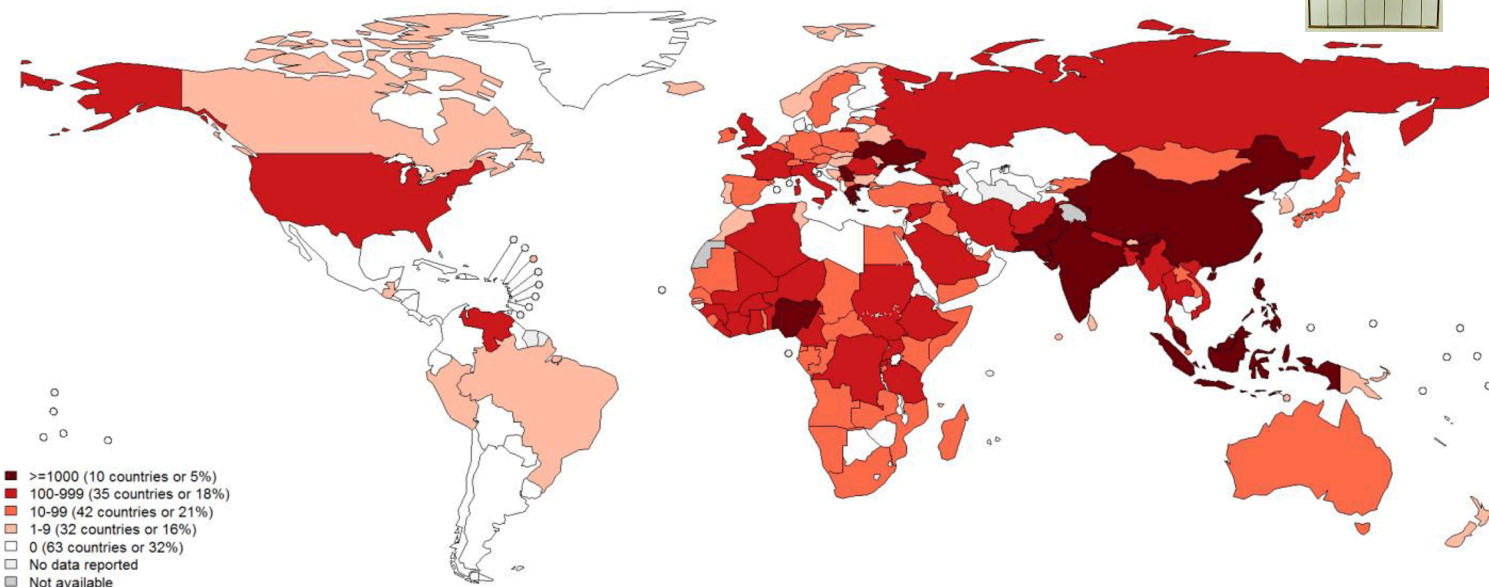 >=1000 (10 countries or 5%)
100-999 (35 countries or 18%)
10-99 (42 countries or 21%)
1-9 (32 countries or 16%)
0 (63 countries or 32%)
No data reported
Not available